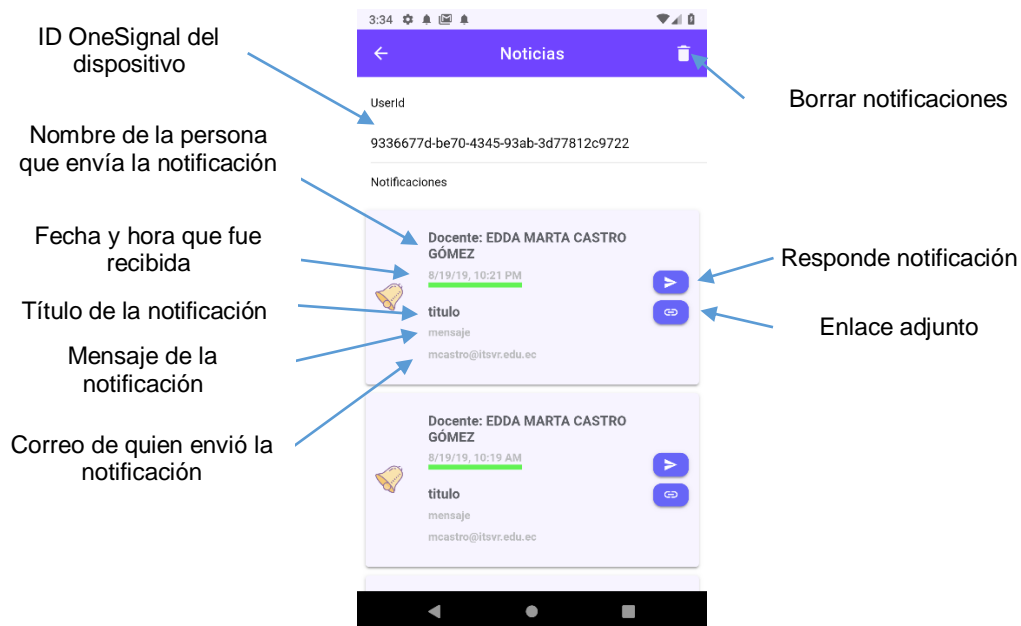 ID OneSignal del
dispositivo
Nombre de la persona
que envía la notificación
Fecha y hora que fue
recibida
Título de la notificación
Mensaje de la
notificación
Correo de quien envió la
notificación
3:34
Noticias
UserId
9336677d-be70-4345-93ab-3d77812c9722
Notificaciones
Docente: EDDA MARTA CASTRO
GÓMEZ
8/19/19, 10:21 PM
titulo
mensaje
mcastro@itsvr.edu.ec
Docente: EDDA MARTA CASTRO
GÓMEZ
8/19/19, 10:19 AM
titulo
mensaje
mcastro@itsvr.edu.ec
Borrar notificaciones
Responde notificación
Enlace adjunto